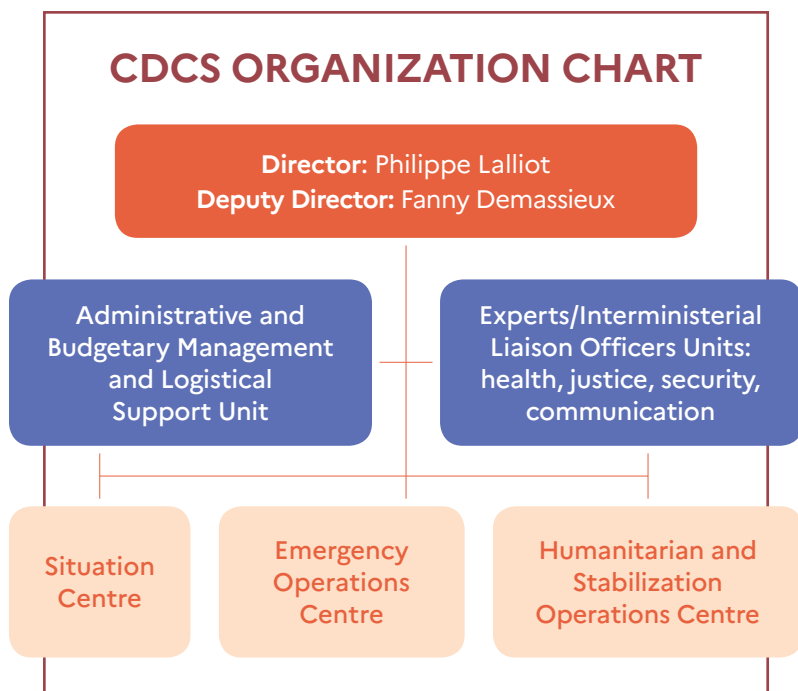 CDCS ORGANIZATION CHART
Director: Philippe Lalliot
Deputy Director: Fanny Demassieux
Administrative and
Budgetary Management
and Logistical
Support Unit
Experts/Interministerial
Liaison Officers Units:
health, justice, security,
communication
Situation
Centre
Emergency
Operations
Centre
Humanitarian and
Stabilization
Operations Centre